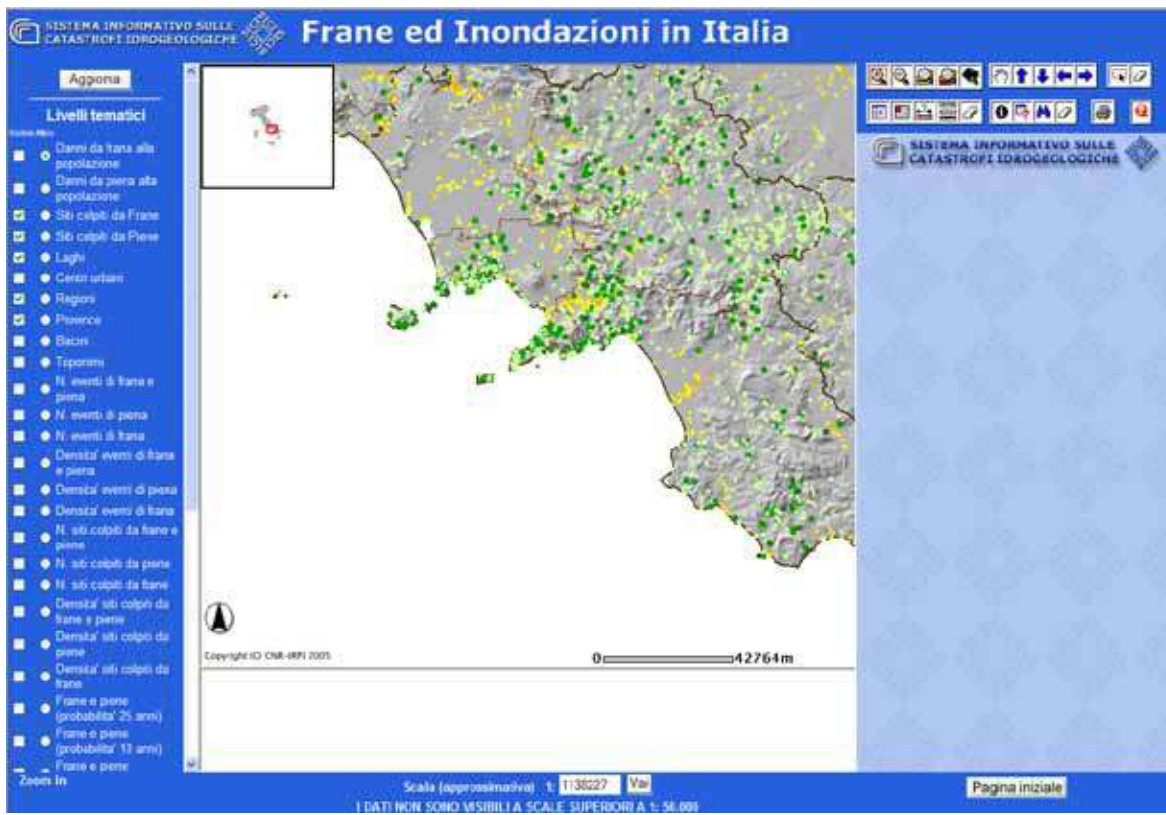 SISTEMA INFORMATIVO SULLE
CATASTROFI IDROGEOLOGICHE
Frane ed Inondazioni in Italia
Aggiorna
Livelli tematici
Danni da frana alla
popolazione
Danni da piena alla
popolazione
Siti colpiti da Frane
Siti colpiti da Piene
Laghi
Centri urbani
Regioni
Province
Bacini
Toponimi
N. eventi di frana e
piena
N. eventi di piena
N. eventi di frana
Densita' eventi di frana
e piena
Densita' eventi di piena
Densita' eventi di frana
N. siti colpiti da frane e
piene
N. siti colpiti da piene
N. siti colpiti da frane
Densita' siti colpiti da
frane e piene
Densita' siti colpiti da
piene
Densita' siti colpiti da
frane
Frane e piene
(probabilita' 25 anni)
Frane e piene
(probabilita' 13 anni)
Frane e piene
Zoom In
Copyright (C) CNR-IRPI 2005
0 42764m
SISTEMA INFORMATIVO SULLE
CATASTROFI IDROGEOLOGICHE
Scala (approssimativa) 1: 1138227 Vai
I DATI NON SONO VISIBILI A SCALE SUPERIORI A 1: 50.000
Pagina iniziale